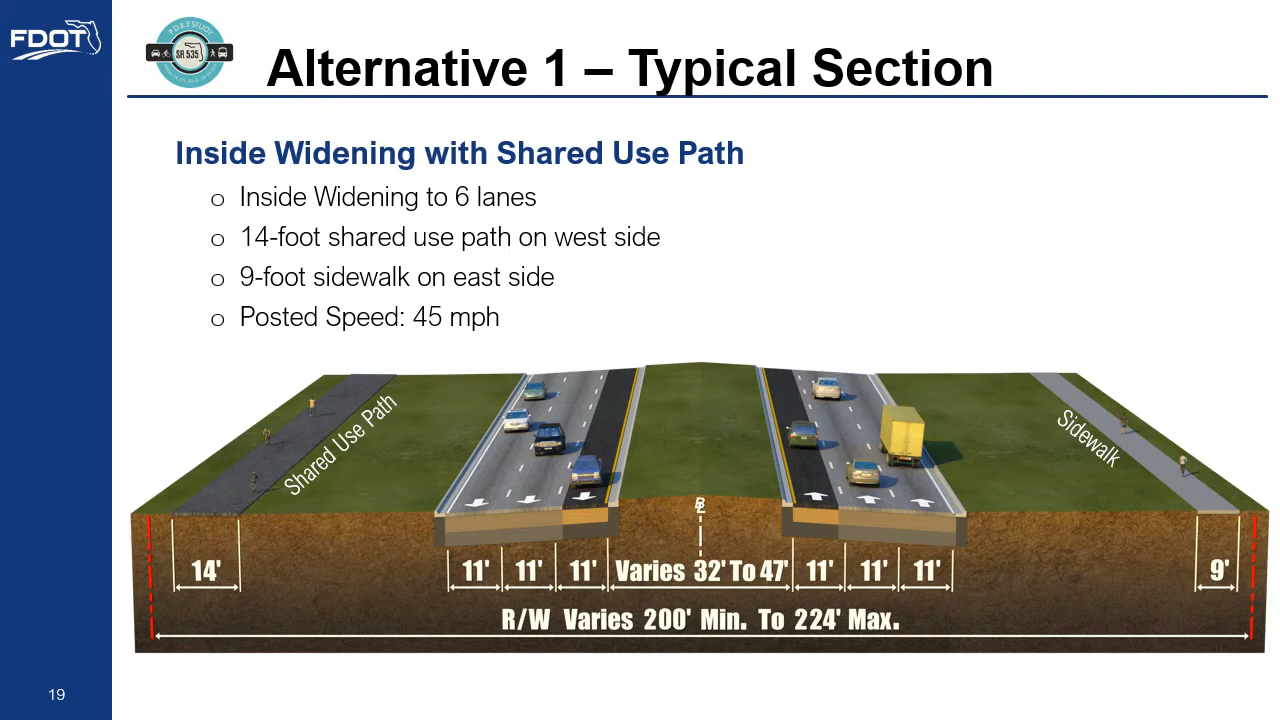 FDOT
PD&E STUDY
SR 535
Alternative 1 – Typical Section
Inside Widening with Shared Use Path
o Inside Widening to 6 lanes
o 14-foot shared use path on west side
o 9-foot sidewalk on east side
o Posted Speed: 45 mph
Shared Use Path
Sidewalk
14' 11' 11' 11' Varies 32' To 47' 11' 11' 11' 9'
R/W Varies 200' Min. To 224' Max.
19